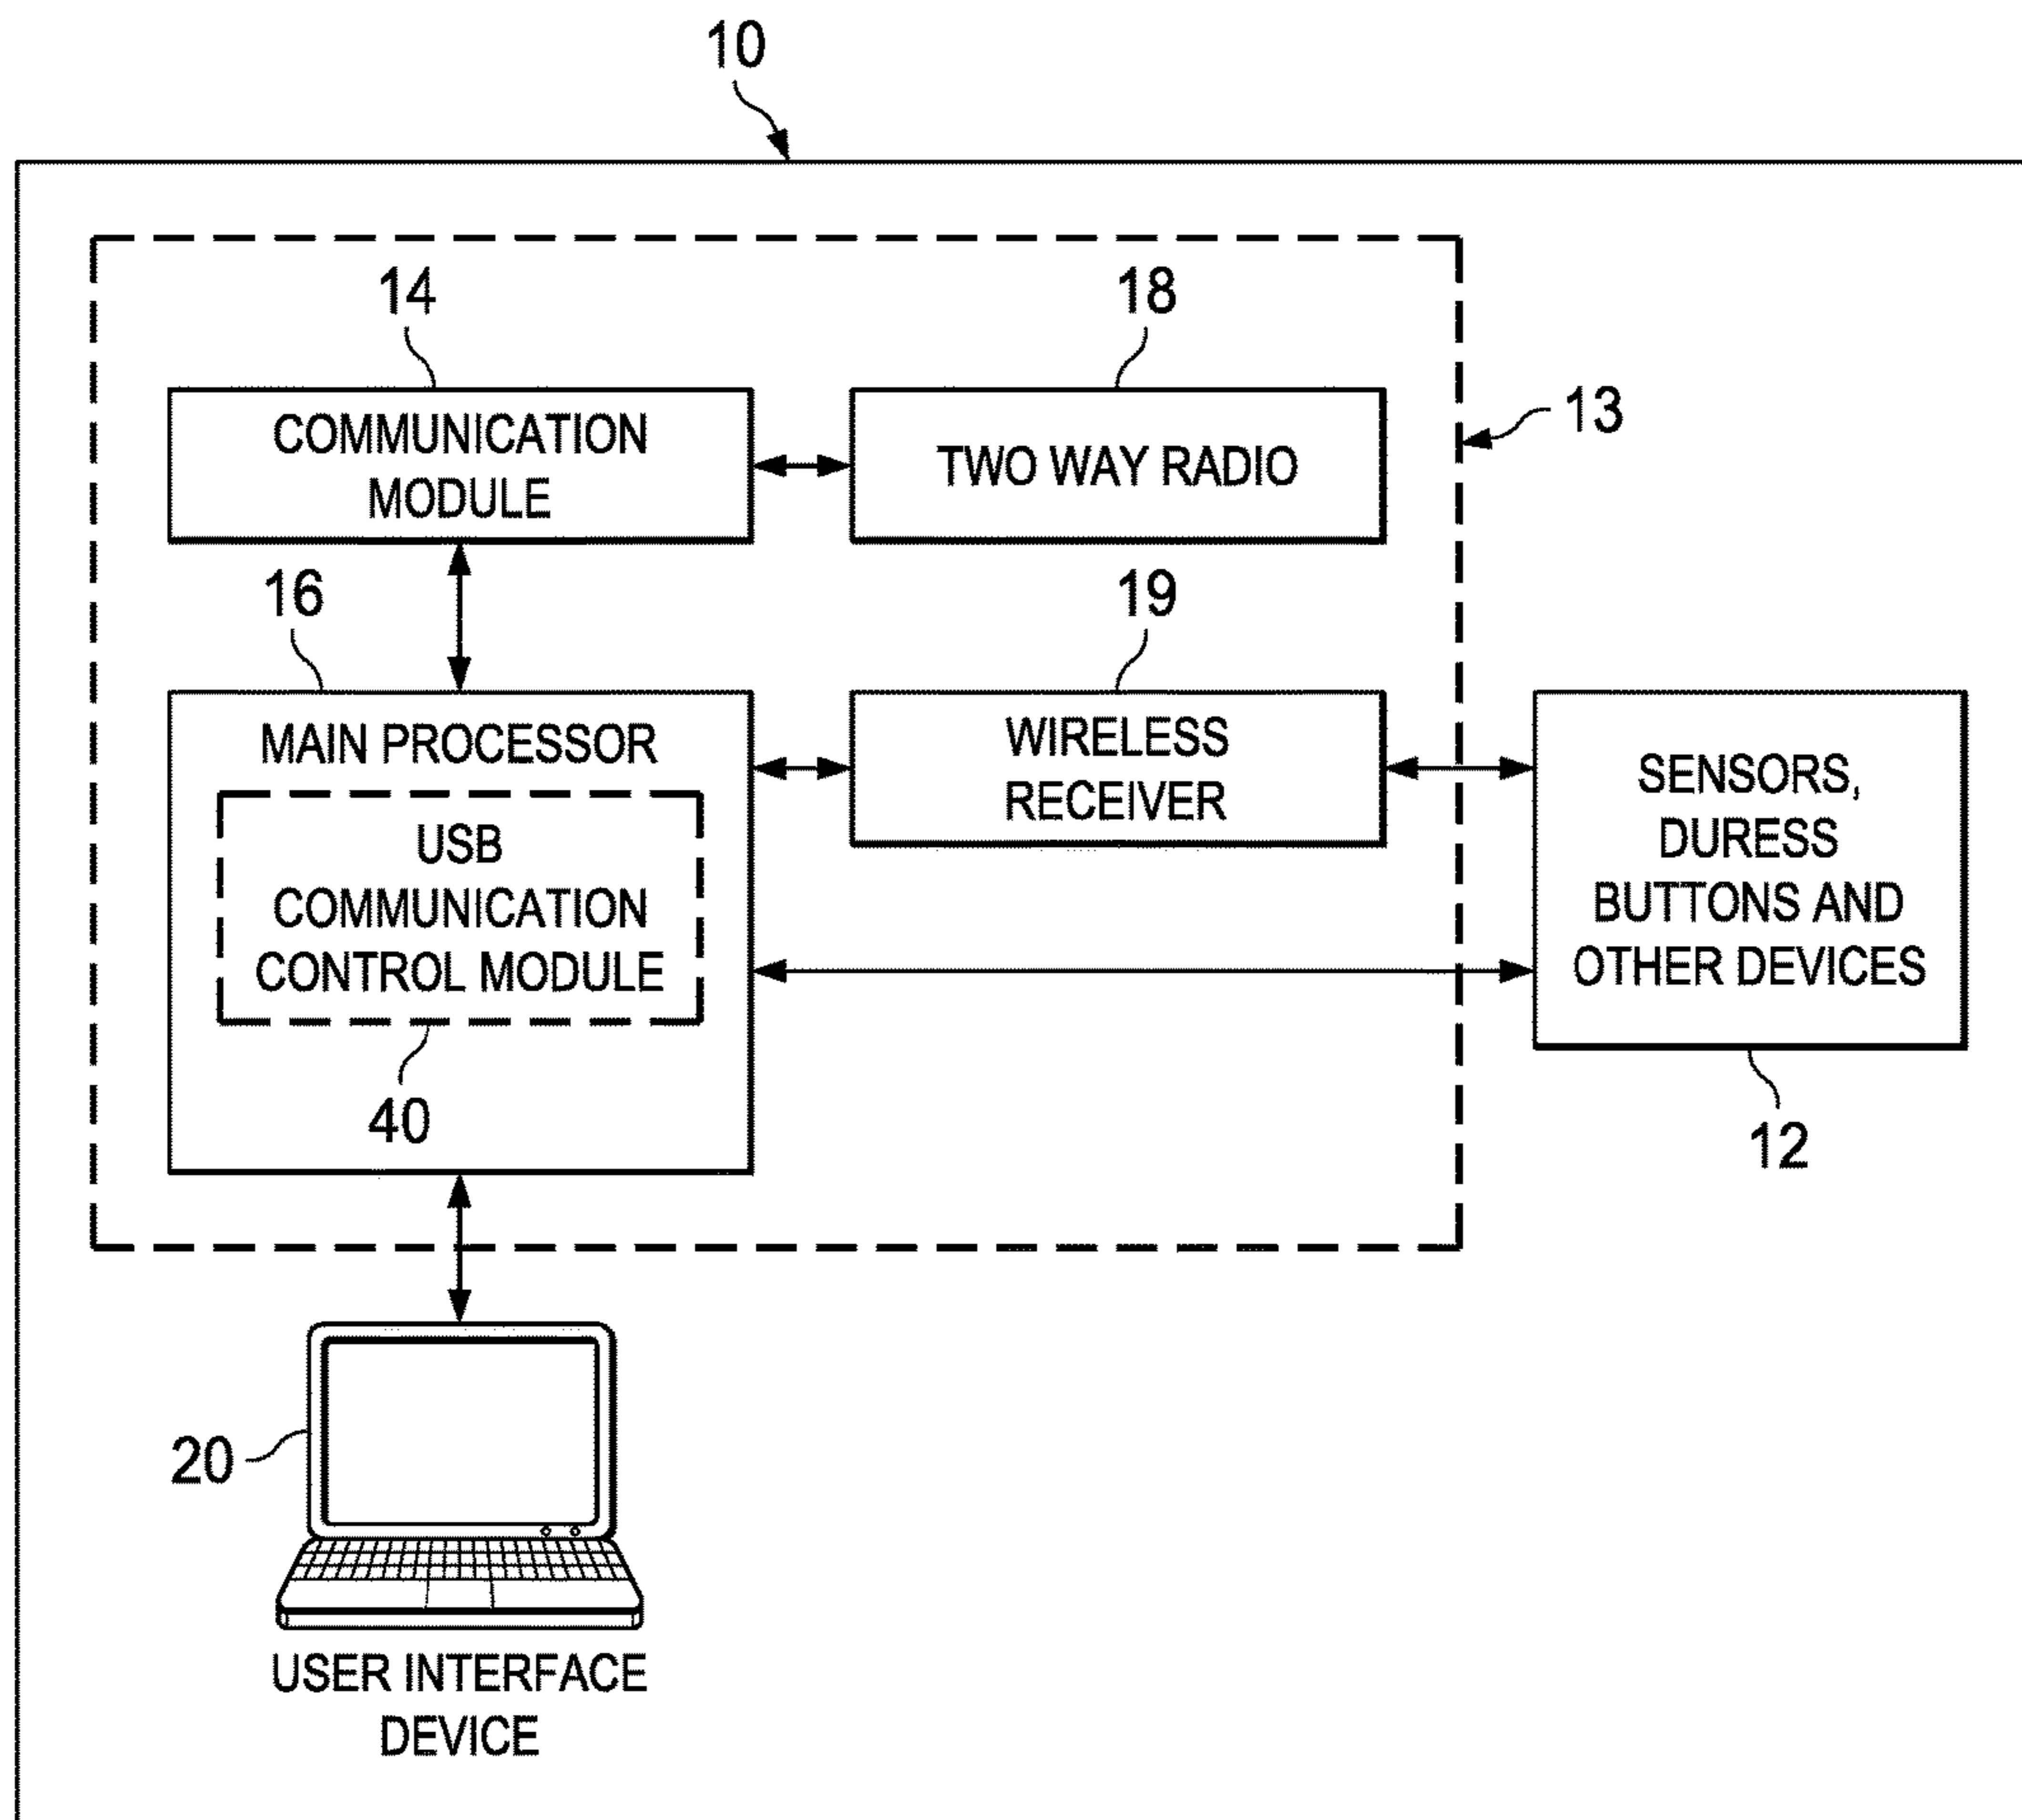 10
14
18
13
COMMUNICATION
MODULE
TWO WAY RADIO
16
19
MAIN PROCESSOR
USB
COMMUNICATION
CONTROL MODULE
40
WIRELESS
RECEIVER
SENSORS,
DURESS
BUTTONS AND
OTHER DEVICES
12
20
USER INTERFACE
DEVICE